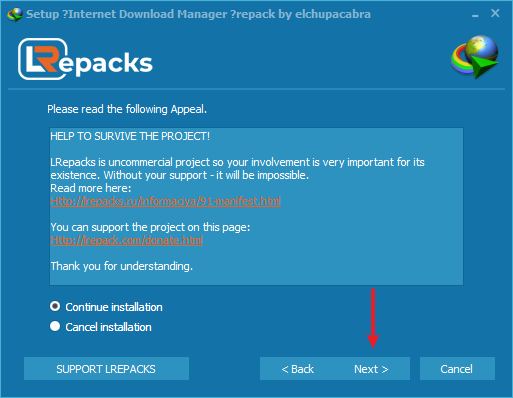 Setup ?Internet Download Manager ?repack by elchupacabra
LRepacks
Please read the following Appeal.
HELP TO SURVIVE THE PROJECT!
LRepacks is uncommercial project so your involvement is very important for its
existence. Without your support - it will be impossible.
Read more here:
Http://lrepacks.ru/informaciya/91-manifest.html
You can support the project on this page:
Http://lrepack.com/donate.html
Thank you for understanding.
Continue installation
Cancel installation
SUPPORT LREPACKS
< Back
Next >
Cancel